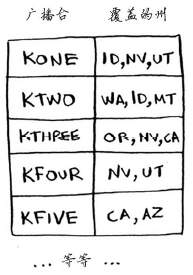 广播台 覆盖的州
KONE ID,NV,UT
KTWO WA,ID,MT
KTHREE OR,NV,CA
KFOUR NV,UT
KFIVE CA,AZ
... 等等 ...